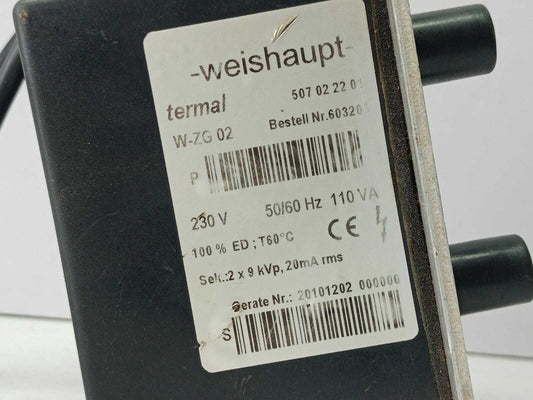 -weishaupt-
termal 507 02 22 01
W-ZG 02 Bestell Nr.603201
P
230 V 50/60 Hz 110 VA
100 % ED ; T60°C CE
Sek.:2 x 9 kVp, 20mA rms
Gerate Nr.: 20101202 000000
S